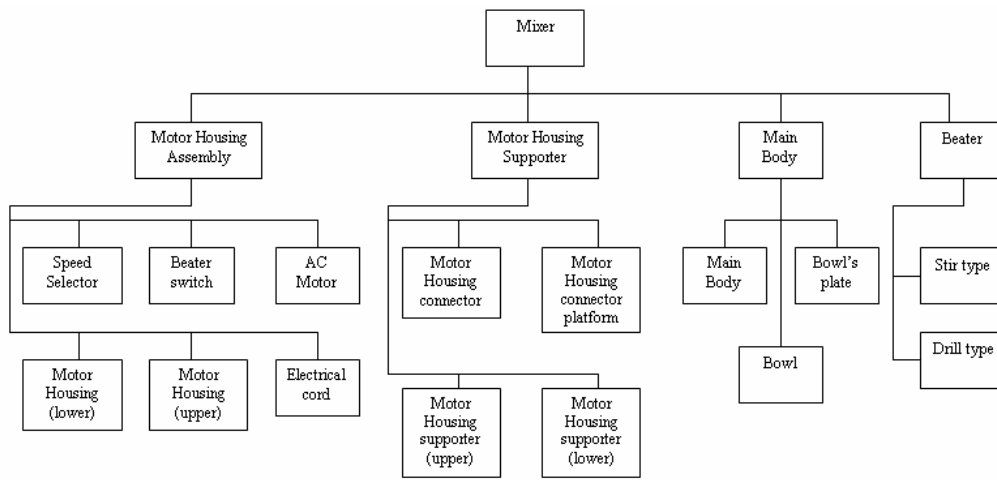 Mixer
Motor Housing
Assembly
Motor Housing
Supporter
Main
Body
Beater
Speed
Selector
Beater
switch
AC
Motor
Motor
Housing
connector
Motor
Housing
connector
platform
Main
Body
Bowl's
plate
Stir type
Motor
Housing
(lower)
Motor
Housing
(upper)
Electrical
cord
Motor
Housing
supporter
(upper)
Motor
Housing
supporter
(lower)
Bowl
Drill type